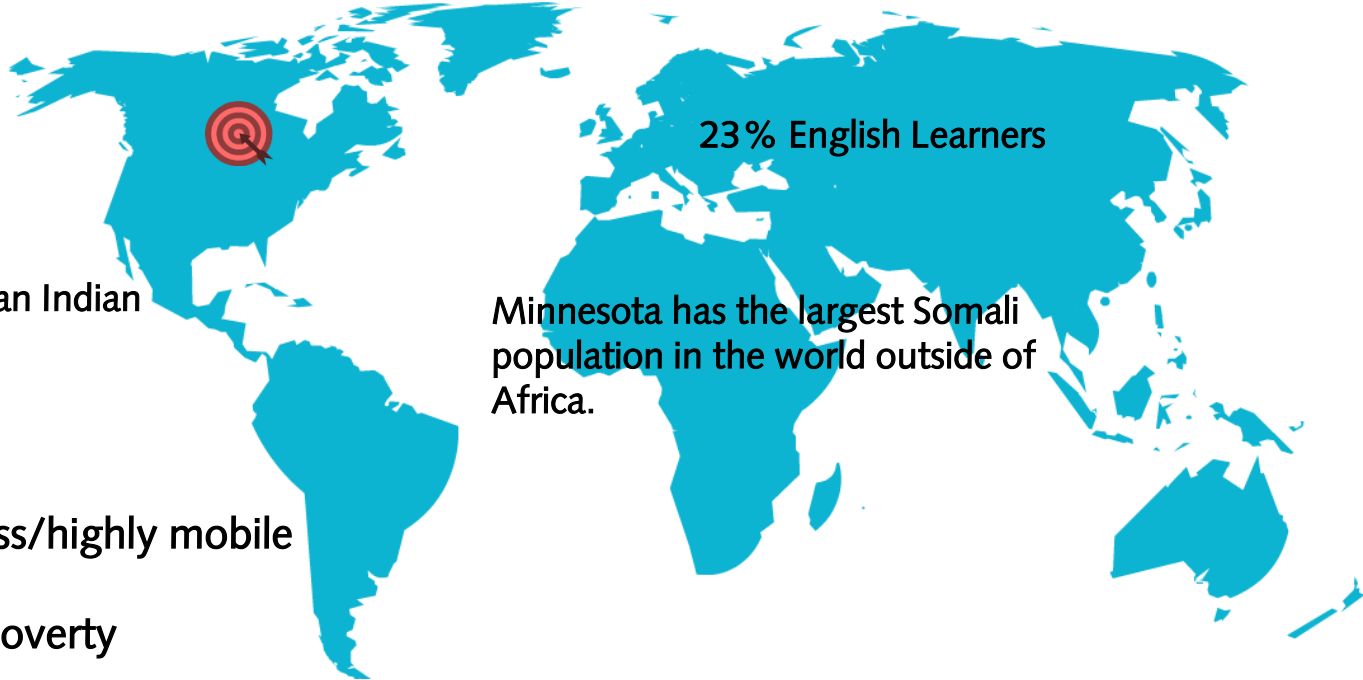 23% English Learners
an Indian
Minnesota has the largest Somali
population in the world outside of
Africa.
ss/highly mobile
overty